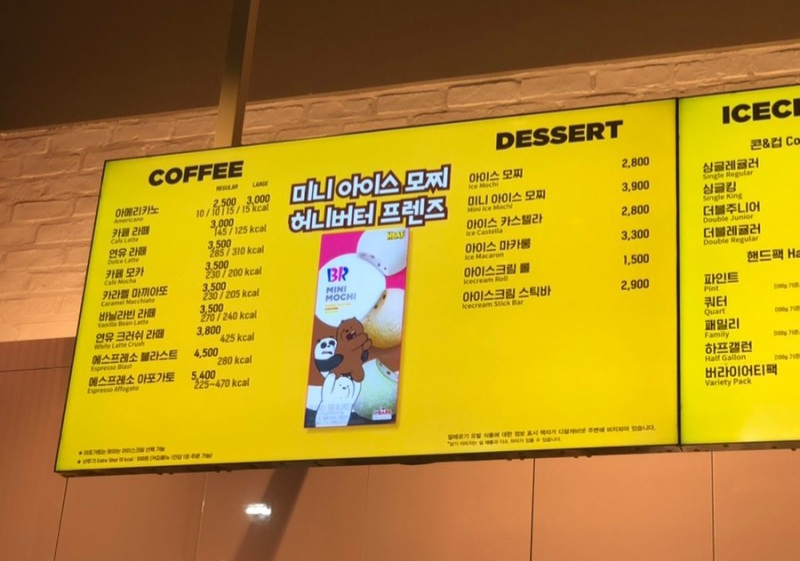 COFFEE
REGULAR LARGE
아메리카노 2,500 3,000
Americano 10 / 10 | 15 / 15 kcal
카페 라떼 3,000
Cafe Latte 145 / 125 kcal
연유 라떼 3,500
Dolce Latte 285 / 310 kcal
카페 모카 3,500
Cafe Mocha 230 / 200 kcal
카라멜 마끼아또 3,500
Caramel Macchiato 230 / 205 kcal
바닐라빈 라떼 3,500
Vanilla Bean Latte 270 / 240 kcal
연유 크러쉬 라떼 3,800
White Latte Crush 425 kcal
에스프레소 블라스트 4,500
Espresso Blast 280 kcal
에스프레소 아포가토 5,400
Espresso Affogato 225~470 kcal
미니 아이스 모찌
허니버터 프렌즈
BR
MINI
MOCHI
DESSERT
아이스 모찌 2,800
Ice Mochi
미니 아이스 모찌 3,900
Mini Ice Mochi
아이스 카스텔라 2,800
Ice Castella
아이스 마카롱 3,300
Ice Macaron
아이스크림 롤 1,500
Icecream Roll
아이스크림 스틱바 2,900
Icecream Stick Bar
ICECR
콘&컵 Co
싱글레귤러
Single Regular
싱글킹
Single King
더블주니어
Double Junior
더블레귤러
Double Regular
핸드팩 Ha
파인트
Pint
쿼터
Quart
패밀리
Family
하프갤런
Half Gallon
버라이어티팩
Variety Pack